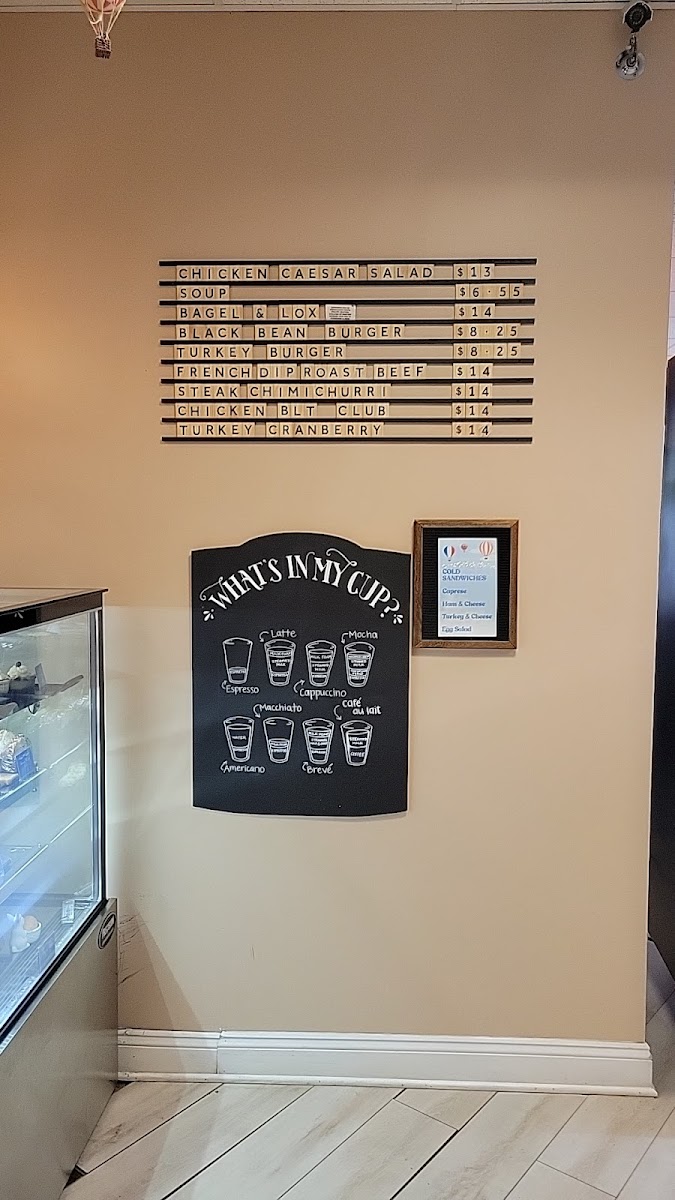 CHICKEN CAESAR SALAD $13
SOUP $6.55
BAGEL & LOX $14
BLACK BEAN BURGER $8.25
TURKEY BURGER $8.25
FRENCH DIP ROAST BEEF $14
STEAK CHIMICHURRI $14
CHICKEN BLT CLUB $14
TURKEY CRANBERRY $14
WHAT'S IN MY CUP?
Latte Mocha
Espresso Cappuccino
Macchiato café au lait
Americano Brevé
COLD
SANDWICHES
Caprese
Ham & Cheese
Turkey & Cheese
Egg Salad